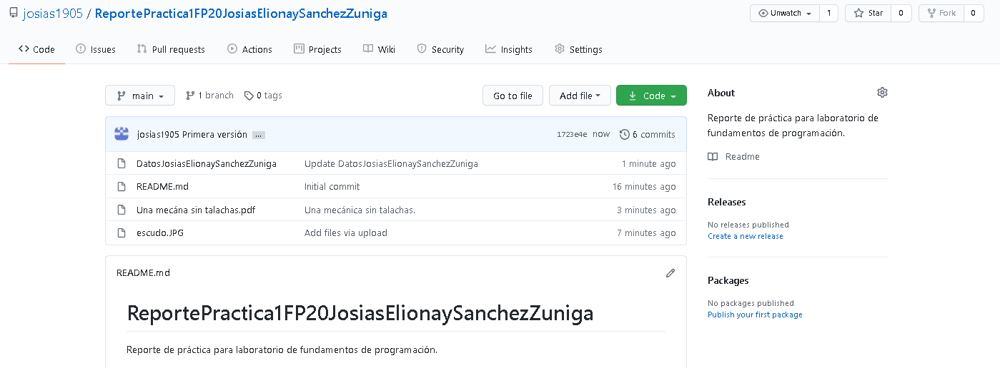 josias1905 / ReportePractica1FP20JosiasElionaySanchezZuniga
Unwatch 1 Star 0 Fork 0
Code Issues Pull requests Actions Projects Wiki Security Insights Settings
main 1 branch 0 tags Go to file Add file Code
josias1905 Primera versión ... 1723e4e now 6 commits
DatosJosiasElionaySanchezZuniga Update DatosJosiasElionaySanchezZuniga 1 minute ago
README.md Initial commit 16 minutes ago
Una mecána sin talachas.pdf Una mecánica sin talachas. 3 minutes ago
escudo.JPG Add files via upload 7 minutes ago
README.md
ReportePractica1FP20JosiasElionaySanchezZuniga
Reporte de práctica para laboratorio de fundamentos de programación.
About
Reporte de práctica para laboratorio de
fundamentos de programación.
Readme
Releases
No releases published
Create a new release
Packages
No packages published
Publish your first package